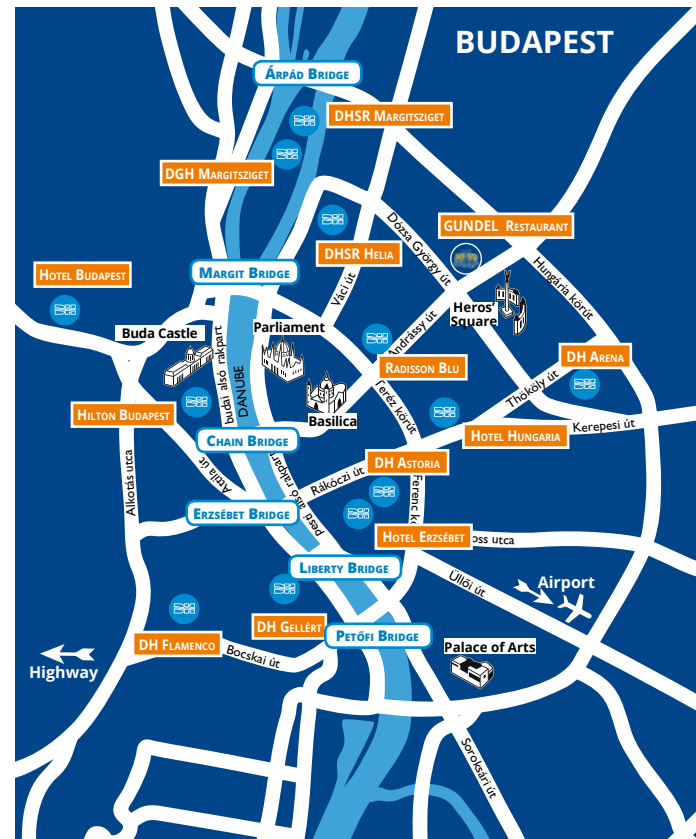 BUDAPEST
ÁRPÁD BRIDGE
DHSR MARGITSZIGET
DGH MARGITSZIGET
GUNDEL RESTAURANT
Dózsa György út
DHSR HELIA
Hungária körút
MARGIT BRIDGE
HOTEL BUDAPEST
Váci út
Heros'
Square
Buda Castle
Parliament
Andrássy út
budai alsó rakpart
DANUBE
RADISSON BLU
DH ARENA
Teréz körút
Thököly út
HILTON BUDAPEST
Basilica
Kerepesi út
HOTEL HUNGARIA
CHAIN BRIDGE
DH ASTORIA
Attila út
Alkotás utca
Rákóczi út
pesti alsó rakpart
Ferenc
ERZSÉBET BRIDGE
HOTEL ERZSÉBET
oss utca
LIBERTY BRIDGE
Üllői út
Airport
DH GELLÉRT
PETŐFI BRIDGE
DH FLAMENCO
Bocskai út
Palace of Arts
Highway
Soroksári út